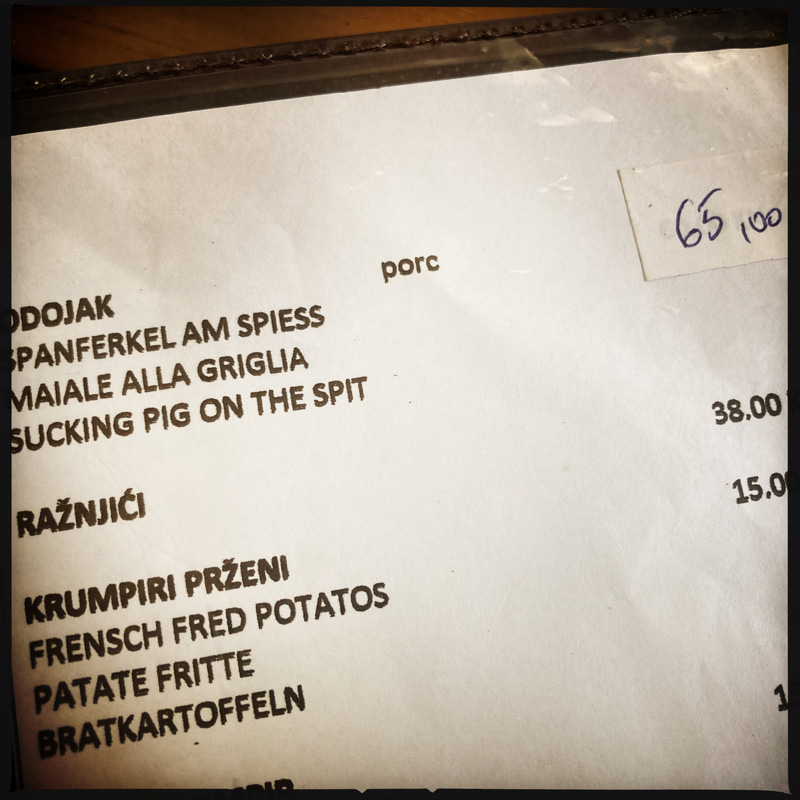 65,00
porc
ODOJAK
SPANFERKEL AM SPIESS
MAIALE ALLA GRIGLIA
SUCKING PIG ON THE SPIT
38.00
RAŽNJIĆI
15.00
KRUMPIRI PRŽENI
FRENSCH FRED POTATOS
PATATE FRITTE
BRATKARTOFFELN